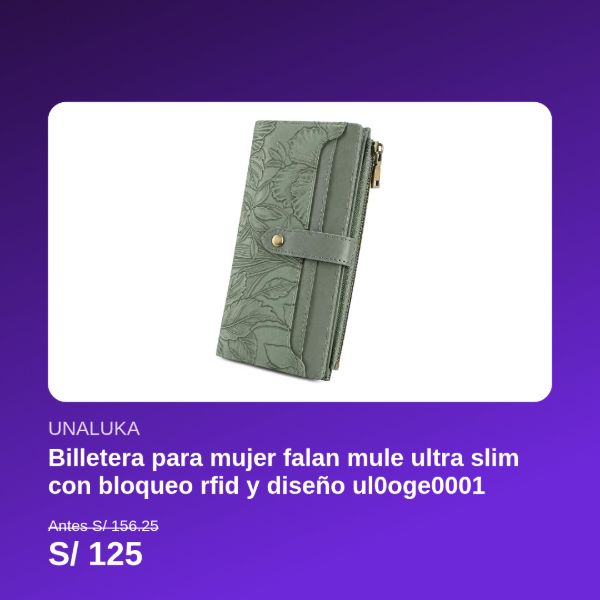 UNALUKA
Billetera para mujer falan mule ultra slim
con bloqueo rfid y diseño ul0oge0001
Antes S/ 156.25
S/ 125